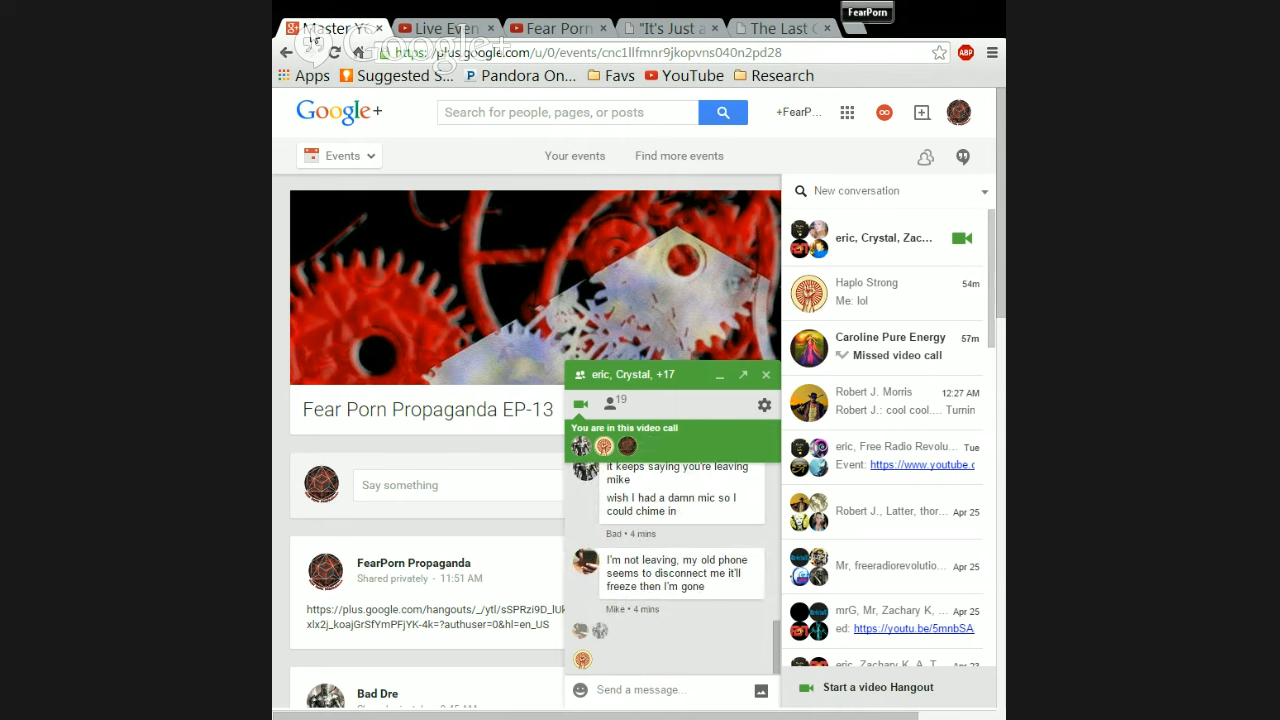 FearPorn
Master Y
Live Even
Fear Porn
"It's Just a
The Last
Google+
https://plus.google.com/u/0/events/cnc1llfmnr9jkopvns040n2pd28
ABP
Apps
Suggested S...
Pandora On...
Favs
YouTube
Research
Google+
Search for people, pages, or posts
+FearP...
Events
Your events
Find more events
New conversation
eric, Crystal, Zac...
Haplo Strong
54m
Me: lol
Caroline Pure Energy
57m
Missed video call
Robert J. Morris
12:27 AM
Robert J.: cool cool.... Turnin
eric, Free Radio Revolu...
Tue
Event: https://www.youtube.c
Robert J., Latter, thor...
Apr 25
Mr, freeradiorevolutio...
Apr 25
mrG, Mr, Zachary K, ...
Apr 25
ed: https://youtu.be/5mnbSA
eric, Zachary K, A, T
Start a video Hangout
Fear Porn Propaganda EP-13
Say something
FearPorn Propaganda
Shared privately - 11:51 AM
https://plus.google.com/hangouts/_/ytl/sSPRzi9D_lUk
xlx2j_koajGrSfYmPFjYK-4k=?authuser=0&hl=en_US
Bad Dre
eric, Crystal, +17
19
You are in this video call
it keeps saying you're leaving
mike
wish I had a damn mic so I
could chime in
Bad • 4 mins
I'm not leaving, my old phone
seems to disconnect me it'll
freeze then I'm gone
Mike • 4 mins
Send a message...